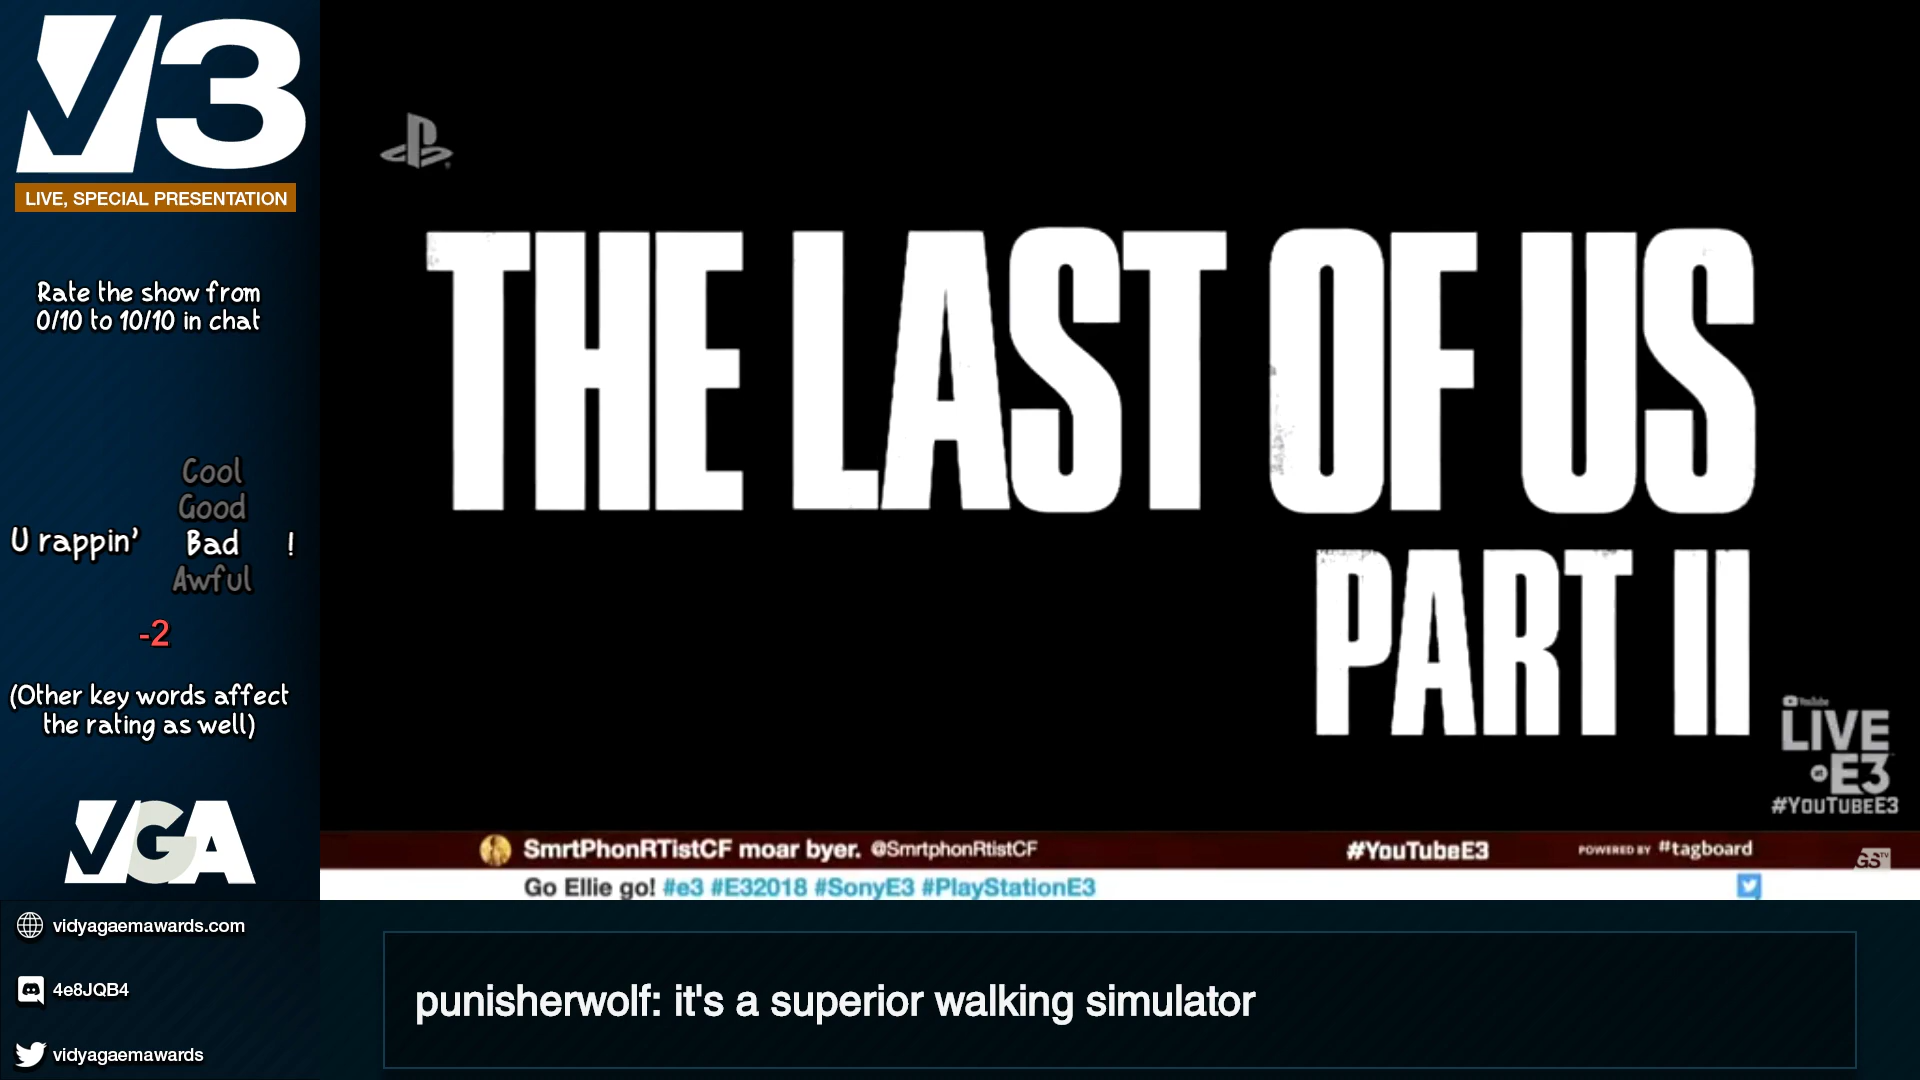 V3
LIVE, SPECIAL PRESENTATION
Rate the show from
0/10 to 10/10 in chat
Cool
Good
U rappin' Bad !
Awful
-2
(Other key words affect
the rating as well)
VGA
vidyagaemawards.com
4e8JQB4
vidyagaemawards
THE LAST OF US
PART II
YouTube
LIVE
at E3
#YOUTUBEE3
SmrtPhonRTistCF moar byer. @SmrtphonRtistCF
#YouTubeE3
POWERED BY #tagboard
GSTV
Go Ellie go! #e3 #E32018 #SonyE3 #PlayStationE3
punisherwolf: it's a superior walking simulator